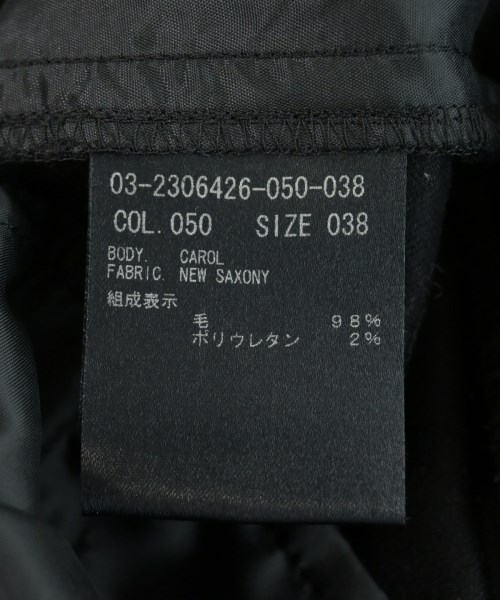 03-2306426-050-038
COL. 050 SIZE 038
BODY. CAROL
FABRIC. NEW SAXONY
組成表示
毛 98%
ポリウレタン 2%